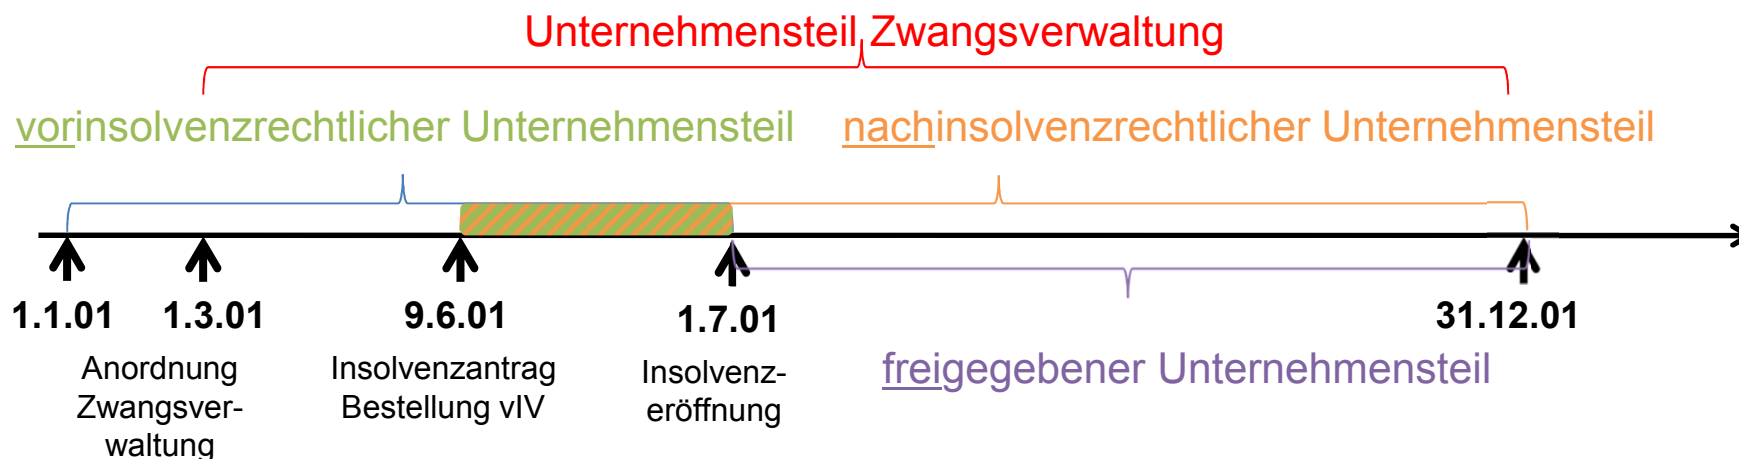 Unternehmensteil Zwangsverwaltung
vorinsolvenzrechtlicher Unternehmensteil
nachinsolvenzrechtlicher Unternehmensteil
1.1.01
1.3.01
9.6.01
1.7.01
31.12.01
Anordnung
Zwangsver-
waltung
Insolvenzantrag
Bestellung vIV
Insolvenz-
eröffnung
freigegebener Unternehmensteil